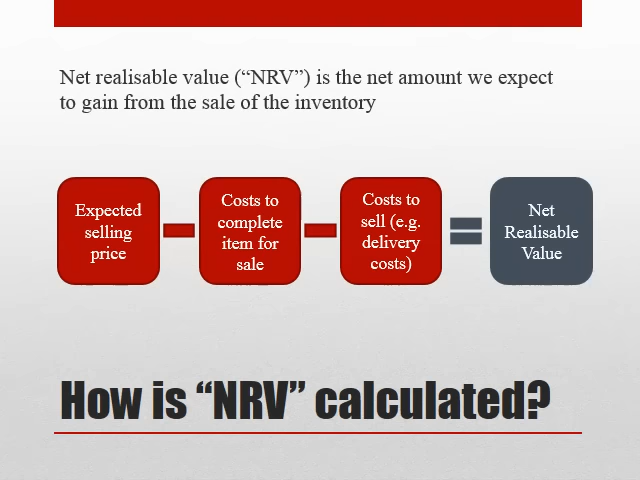 Net realisable value (“NRV”) is the net amount we expect
to gain from the sale of the inventory
Expected
selling
price
Costs to
complete
item for
sale
Costs to
sell (e.g.
delivery
costs)
Net
Realisable
Value
How is “NRV” calculated?